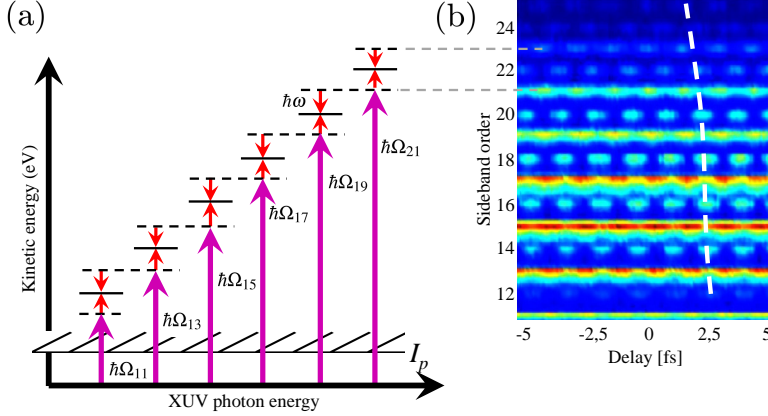 (a)
Kinetic energy (eV)
ħω
ħΩ21
ħΩ19
ħΩ17
ħΩ15
ħΩ13
ħΩ11
Ip
XUV photon energy
(b)
Sideband order
24
22
20
18
16
14
12
-5 -2,5 0 2,5 5
Delay [fs]